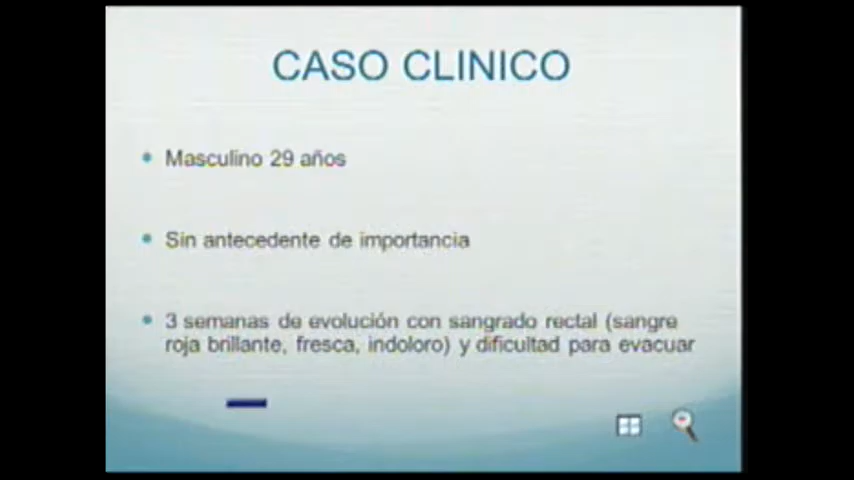 CASO CLINICO
Masculino 29 años
Sin antecedente de importancia
3 semanas de evolución con sangrado rectal (sangre
roja brillante, fresca, indoloro) y dificultad para evacuar